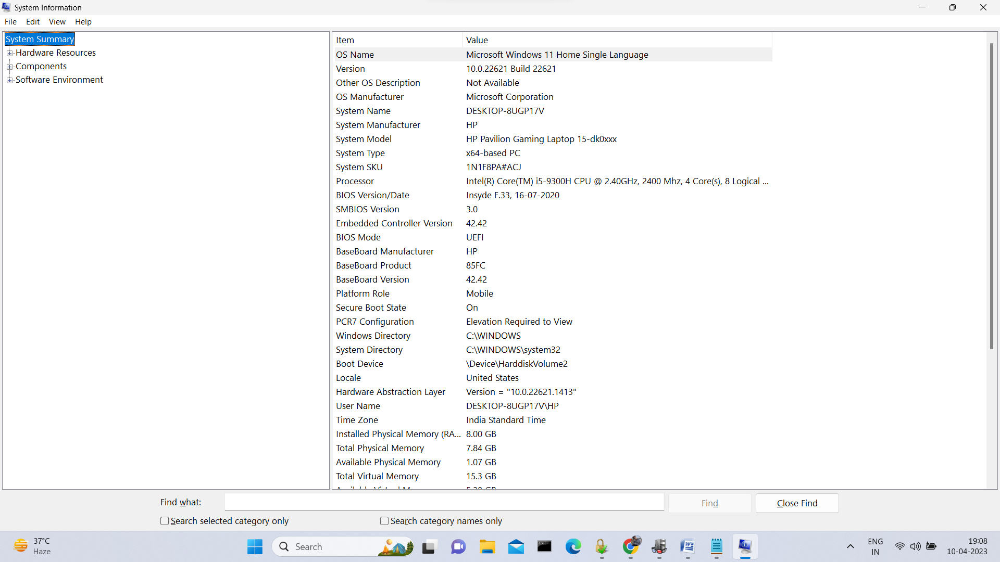 System Information
File Edit View Help
System Summary
Hardware Resources
Components
Software Environment
Item Value
OS Name Microsoft Windows 11 Home Single Language
Version 10.0.22621 Build 22621
Other OS Description Not Available
OS Manufacturer Microsoft Corporation
System Name DESKTOP-8UGP17V
System Manufacturer HP
System Model HP Pavilion Gaming Laptop 15-dk0xxx
System Type x64-based PC
System SKU 1N1F8PA#ACJ
Processor Intel(R) Core(TM) i5-9300H CPU @ 2.40GHz, 2400 Mhz, 4 Core(s), 8 Logical ...
BIOS Version/Date Insyde F.33, 16-07-2020
SMBIOS Version 3.0
Embedded Controller Version 42.42
BIOS Mode UEFI
BaseBoard Manufacturer HP
BaseBoard Product 85FC
BaseBoard Version 42.42
Platform Role Mobile
Secure Boot State On
PCR7 Configuration Elevation Required to View
Windows Directory C:\WINDOWS
System Directory C:\WINDOWS\system32
Boot Device \Device\HarddiskVolume2
Locale United States
Hardware Abstraction Layer Version = "10.0.22621.1413"
User Name DESKTOP-8UGP17V\HP
Time Zone India Standard Time
Installed Physical Memory (RA... 8.00 GB
Total Physical Memory 7.84 GB
Available Physical Memory 1.07 GB
Total Virtual Memory 15.3 GB
Find what: Find Close Find
Search selected category only Search category names only
37°C
Haze
Search
ENG
IN
19:08
10-04-2023